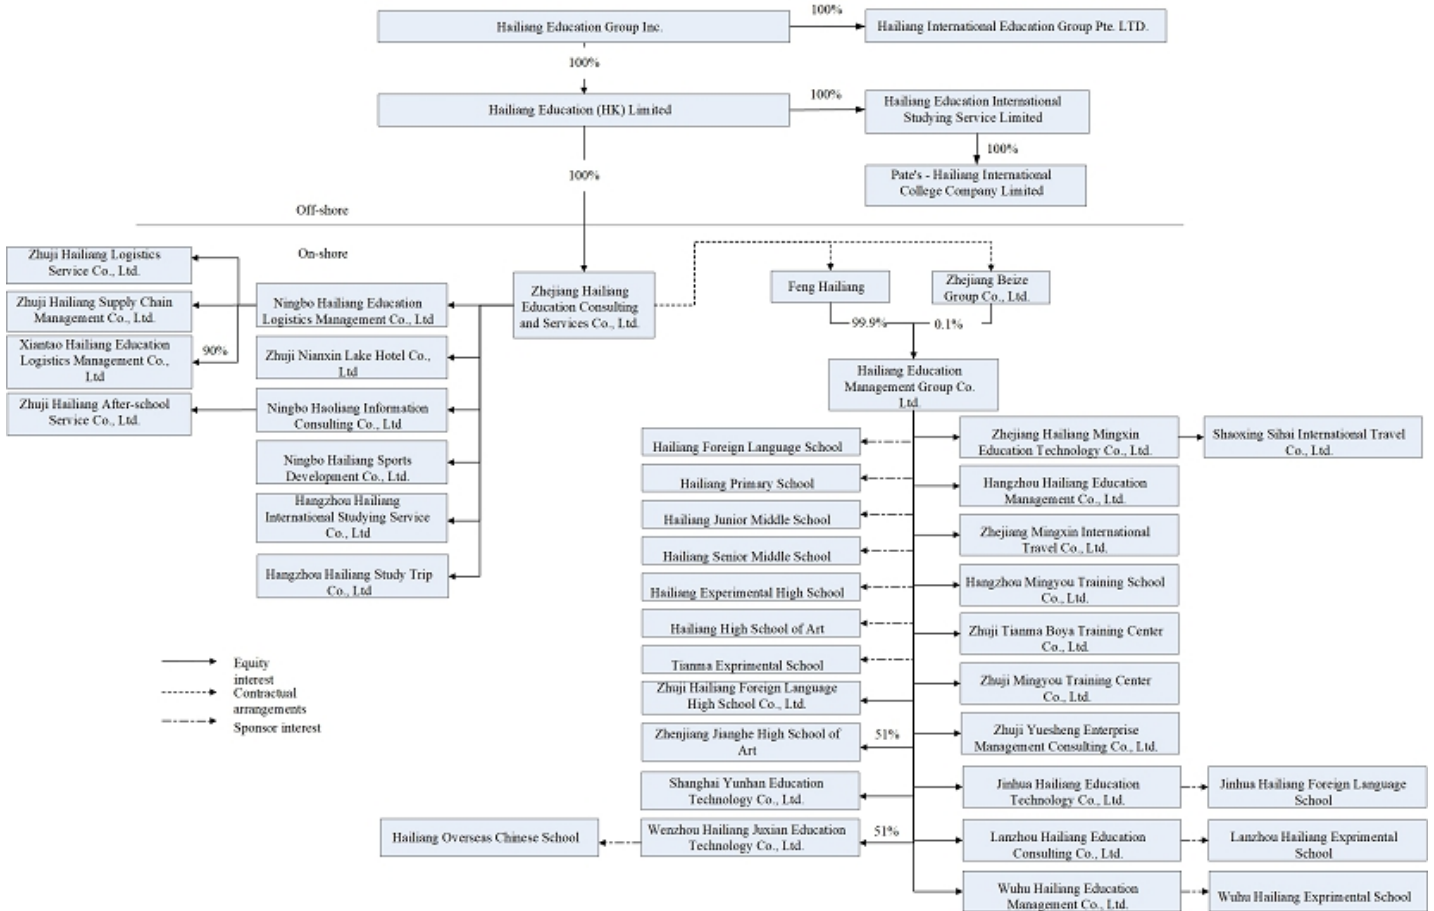 Hailiang Education Group Inc.
100%
Hailiang International Education Group Pte. LTD.
100%
Hailiang Education (HK) Limited
100%
Hailiang Education International
Studying Service Limited
100%
Pate's - Hailiang International
College Company Limited
100%
Off-shore
On-shore
Zhuji Hailiang Logistics
Service Co., Ltd.
Zhuji Hailiang Supply Chain
Management Co., Ltd.
Xiantao Hailiang Education
Logistics Management Co.,
Ltd
90%
Zhuji Hailiang After-school
Service Co., Ltd.
Ningbo Hailiang Education
Logistics Management Co., Ltd
Zhuji Nianxin Lake Hotel Co.,
Ltd
Ningbo Haoliang Information
Consulting Co., Ltd
Ningbo Hailiang Sports
Development Co., Ltd.
Hangzhou Hailiang
International Studying Service
Co., Ltd
Hangzhou Hailiang Study Trip
Co., Ltd
Zhejiang Hailiang
Education Consulting
and Services Co., Ltd.
Feng Hailiang
Zhejiang Beize
Group Co., Ltd.
99.9%
0.1%
Hailiang Education
Management Group Co.
Ltd.
Hailiang Foreign Language School
Hailiang Primary School
Hailiang Junior Middle School
Hailiang Senior Middle School
Hailiang Experimental High School
Hailiang High School of Art
Tianma Exprimental School
Zhuji Hailiang Foreign Language
High School Co., Ltd.
Zhenjiang Jianghe High School of
Art
51%
Shanghai Yunhan Education
Technology Co., Ltd.
Wenzhou Hailiang Juxian Education
Technology Co., Ltd.
51%
Hailiang Overseas Chinese School
Zhejiang Hailiang Mingxin
Education Technology Co., Ltd.
Shaoxing Sihai International Travel
Co., Ltd.
Hangzhou Hailiang Education
Management Co., Ltd.
Zhejiang Mingxin International
Travel Co., Ltd.
Hangzhou Mingyou Training School
Co., Ltd.
Zhuji Tianma Boya Training Center
Co., Ltd.
Zhuji Mingyou Training Center
Co., Ltd.
Zhuji Yuesheng Enterprise
Management Consulting Co., Ltd.
Jinhua Hailiang Education
Technology Co., Ltd.
Jinhua Hailiang Foreign Language
School
Lanzhou Hailiang Education
Consulting Co., Ltd.
Lanzhou Hailiang Exprimental
School
Wuhu Hailiang Education
Management Co., Ltd.
Wuhu Hailiang Exprimental School
Equity
interest
Contractual
arrangements
Sponsor interest